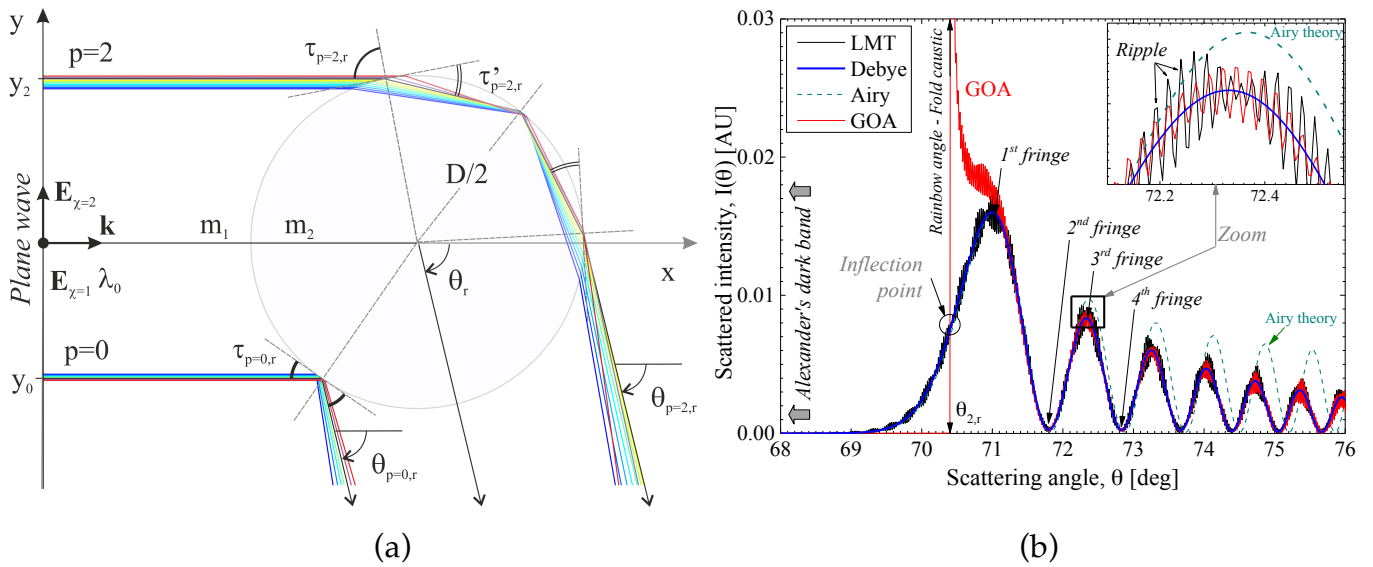 y
p=2
τp=2,r
y2
τ'p=2,r
D/2
Plane wave
Eχ=2
k
m1
m2
x
Eχ=1 λ0
θr
p=0
τp=0,r
y0
θp=2,r
θp=0,r
(a)
0.03
0.02
0.01
0.00
Scattered intensity, I(θ) [AU]
LMT
Debye
Airy
GOA
Rainbow angle - Fold caustic
GOA
1st fringe
Ripple
Airy theory
72.2
72.4
Alexander's dark band
Inflection
point
2nd fringe
3rd fringe
4th fringe
Zoom
Airy theory
θ2,r
68 69 70 71 72 73 74 75 76
Scattering angle, θ [deg]
(b)